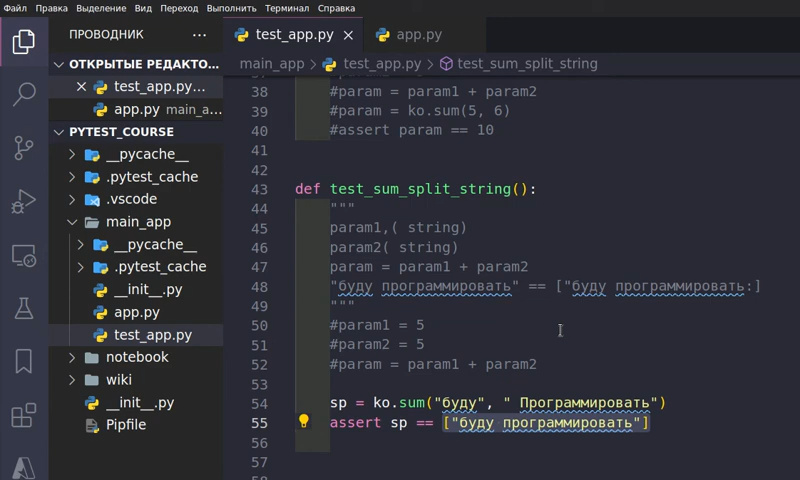 Файл Правка Выделение Вид Переход Выполнить Терминал Справка
ПРОВОДНИК ...
ОТКРЫТЫЕ РЕДАКТО...
test_app.py...
app.py main_a...
PYTEST_COURSE
__pycache__
.pytest_cache
.vscode
main_app
__pycache__
.pytest_cache
__init__.py
app.py
test_app.py
notebook
wiki
__init__.py
Pipfile
test_app.py app.py
main_app > test_app.py > test_sum_split_string
38 #param = param1 + param2
39 #param = ko.sum(5, 6)
40 #assert param == 10
41
42
43 def test_sum_split_string():
44 """
45 param1,( string)
46 param2( string)
47 param = param1 + param2
48 "буду программировать" == ["буду программировать:]
49 """
50 #param1 = 5
51 #param2 = 5
52 #param = param1 + param2
53
54 sp = ko.sum("буду", " Программировать")
55 assert sp == ["буду программировать"]
56
57